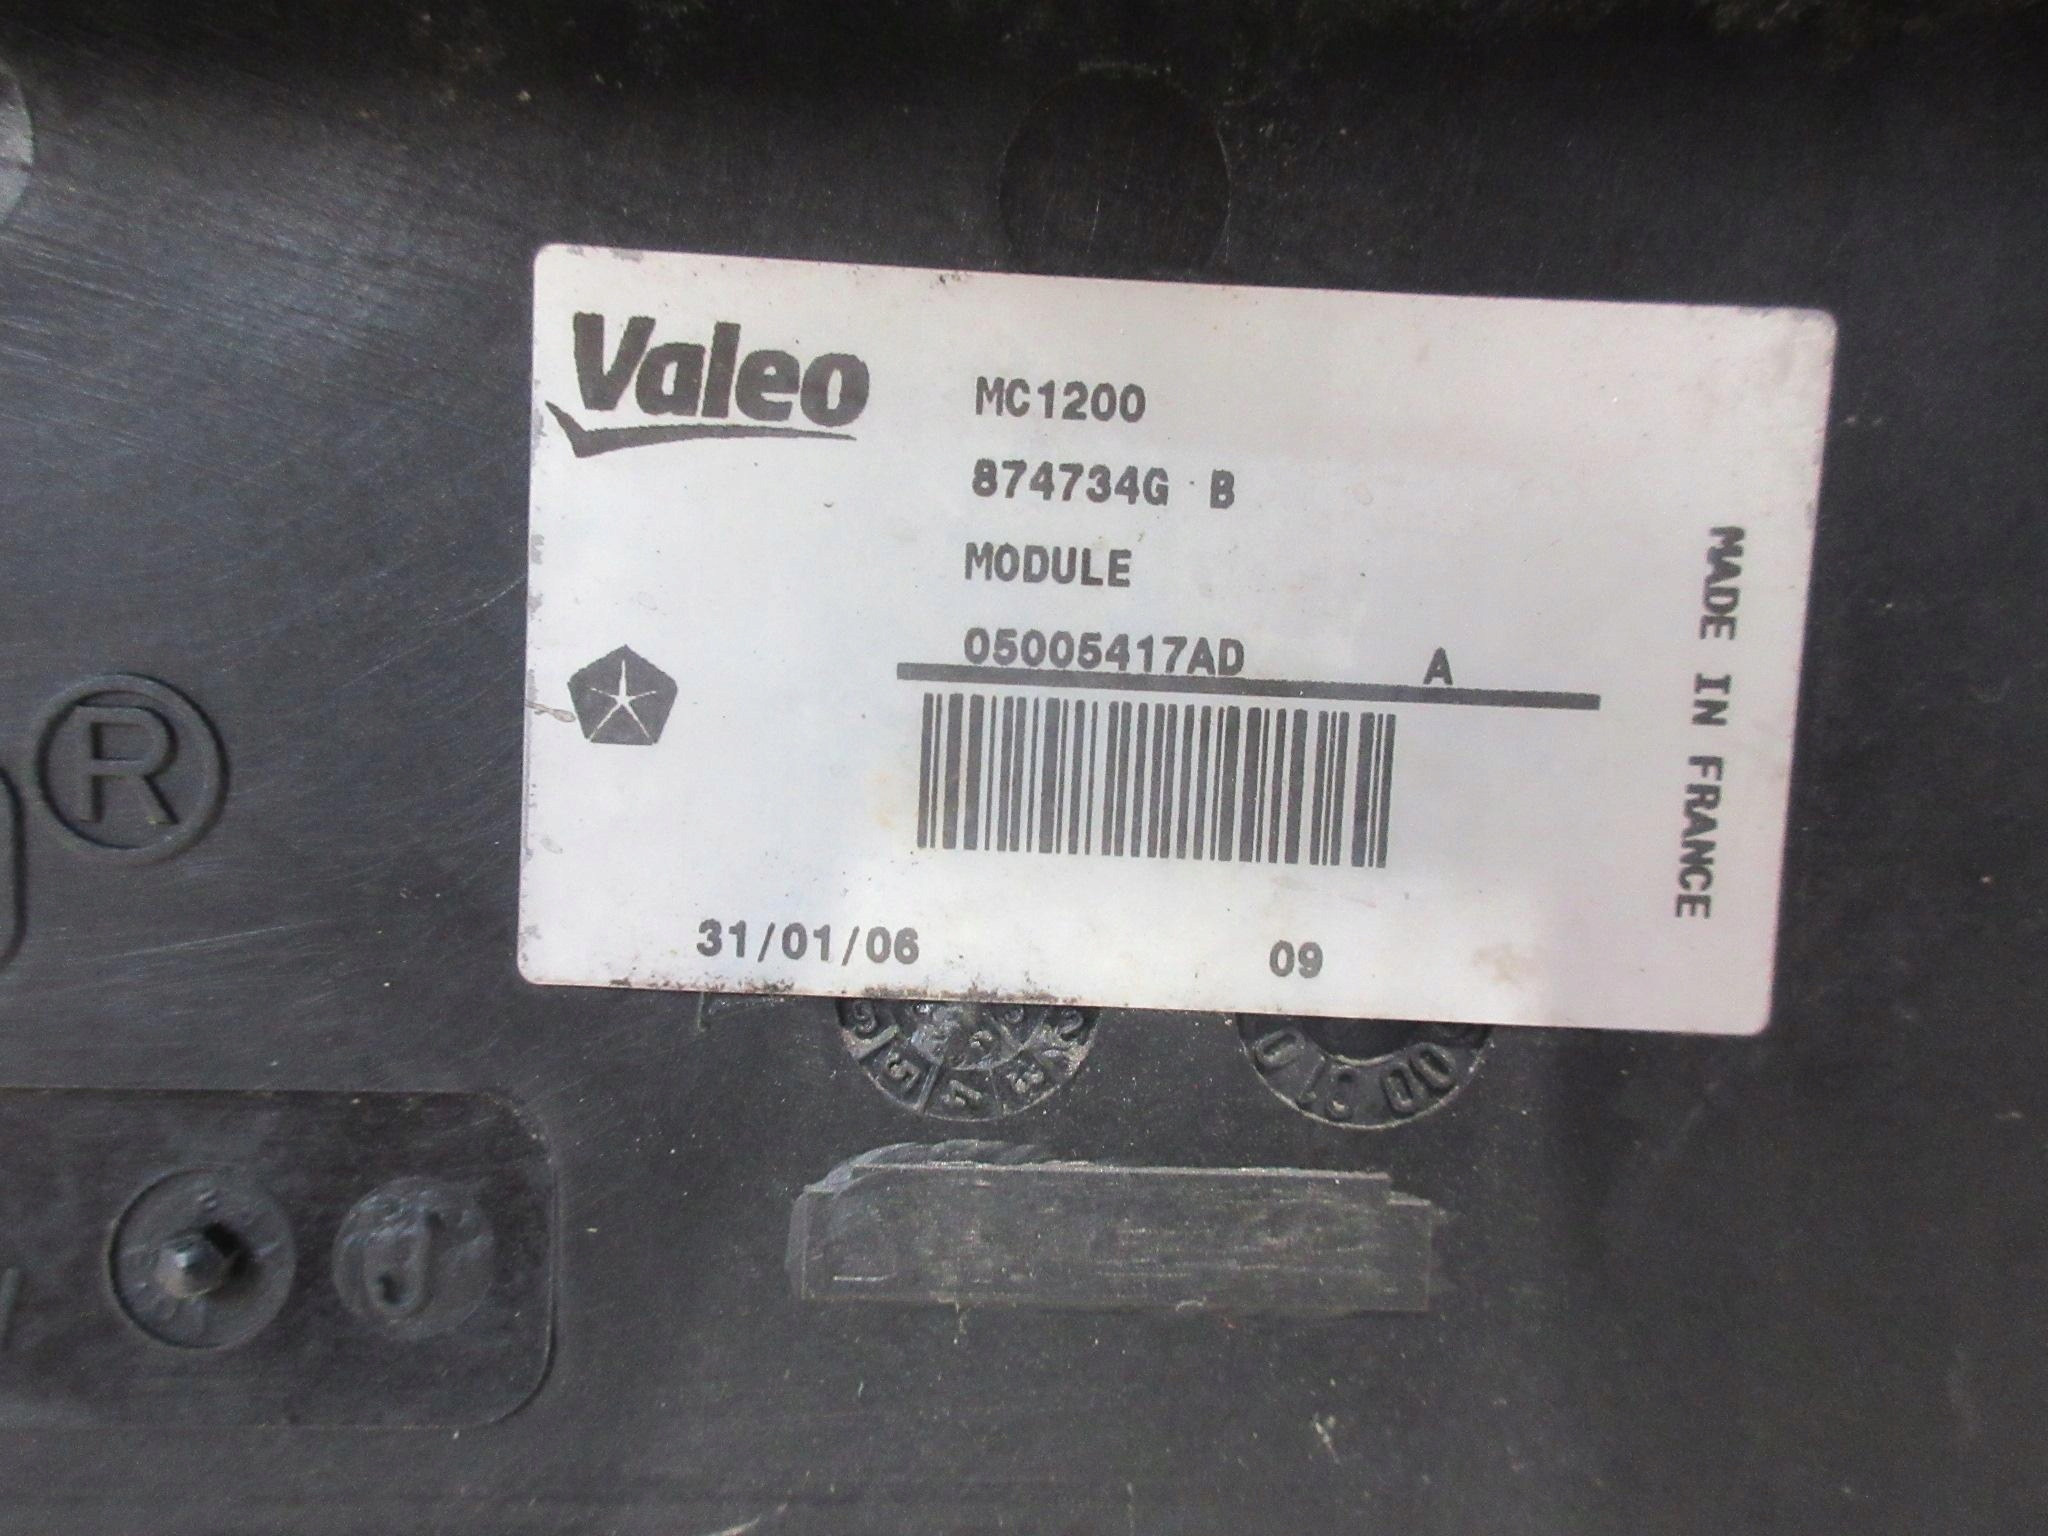 Valeo
MC1200
874734G B
MODULE
05005417AD A
31/01/06 09
MADE IN FRANCE
®